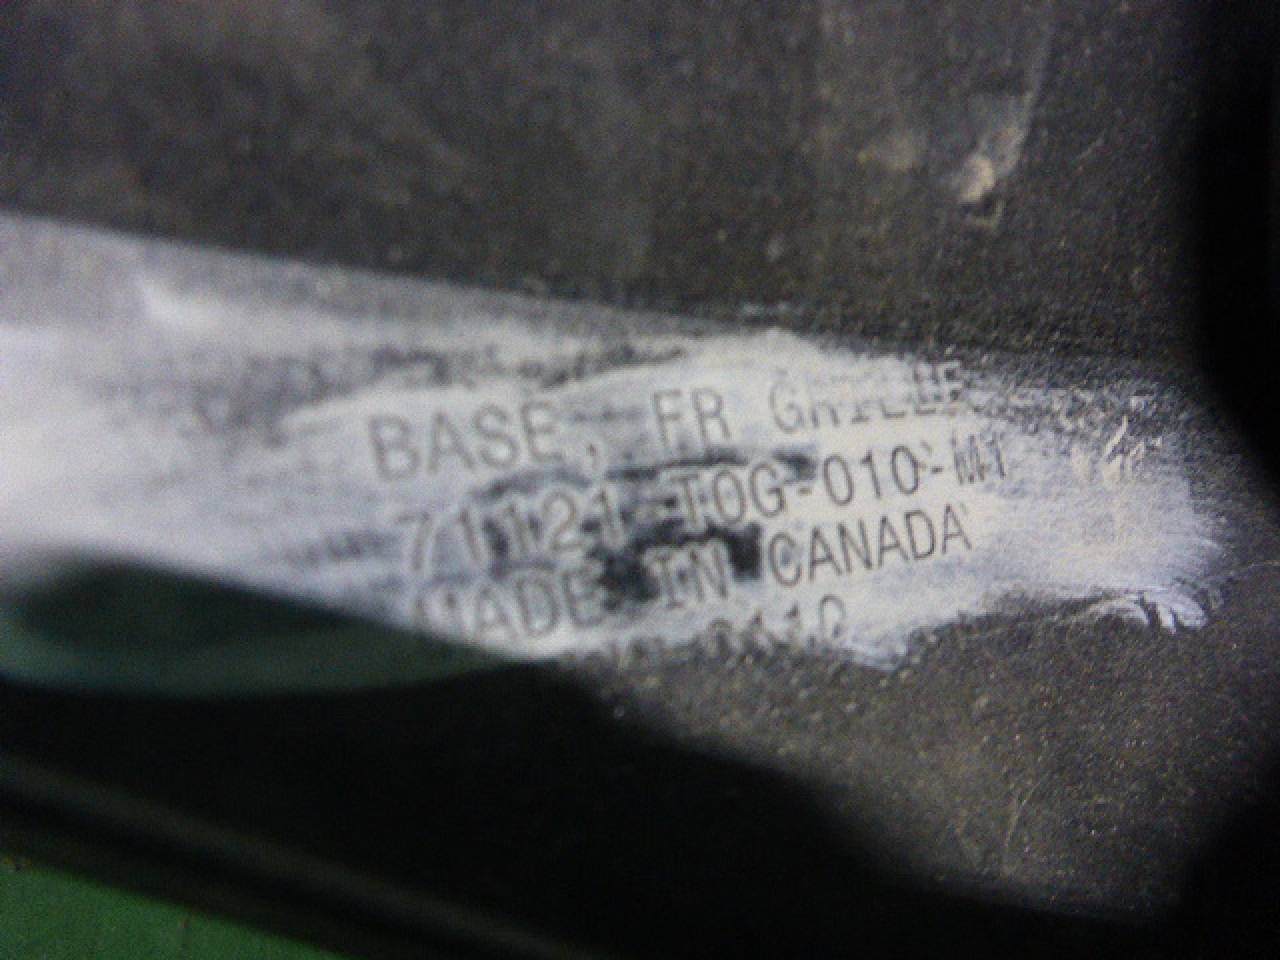 BASE, FR GRILLE
71121-T0G-010-M1
MADE IN CANADA